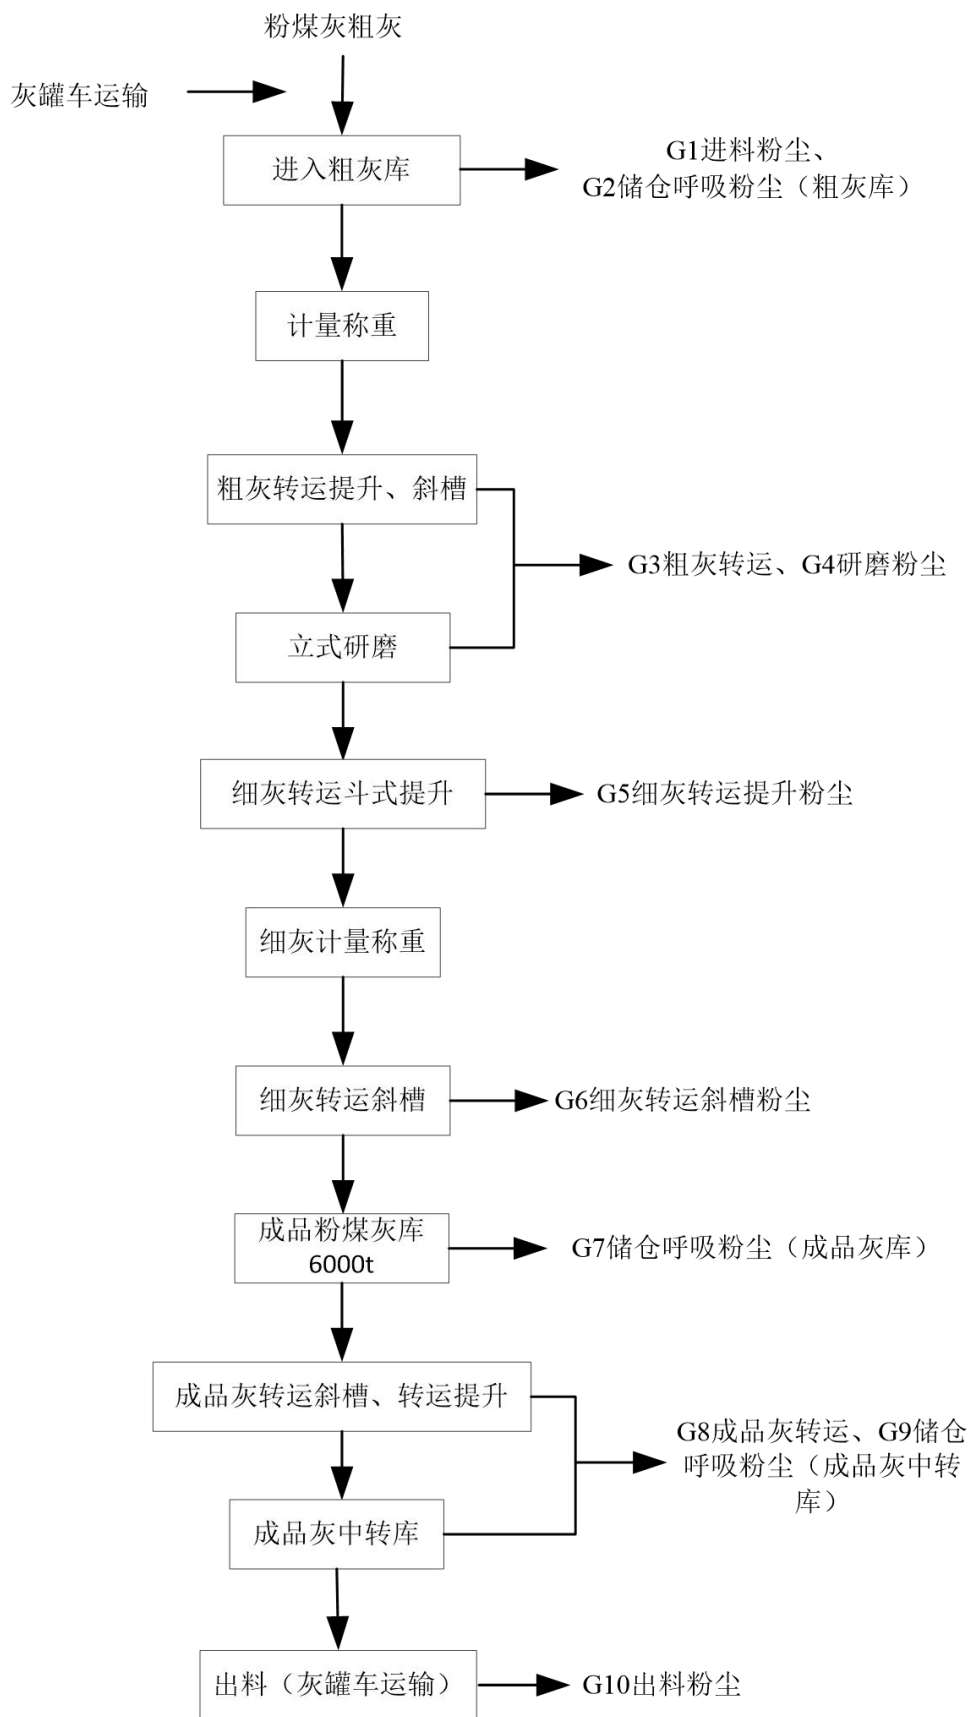 粉煤灰粗灰
灰罐车运输
进入粗灰库
G1进料粉尘、
G2储仓呼吸粉尘（粗灰库）
计量称重
粗灰转运提升、斜槽
G3粗灰转运、G4研磨粉尘
立式研磨
细灰转运斗式提升
G5细灰转运提升粉尘
细灰计量称重
细灰转运斜槽
G6细灰转运斜槽粉尘
成品粉煤灰库
6000t
G7储仓呼吸粉尘（成品灰库）
成品灰转运斜槽、转运提升
G8成品灰转运、G9储仓
呼吸粉尘（成品灰中转
库）
成品灰中转库
出料（灰罐车运输）
G10出料粉尘